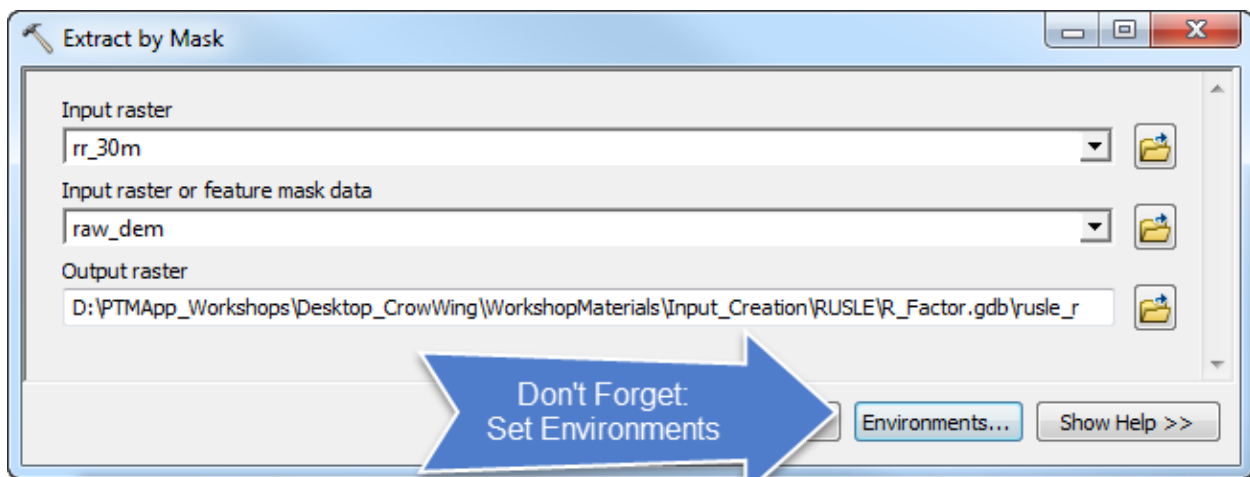 Extract by Mask
Input raster
rr_30m
Input raster or feature mask data
raw_dem
Output raster
D:\PTMApp_Workshops\Desktop_CrowWing\WorkshopMaterials\Input_Creation\RUSLE\R_Factor.gdb\rusle_r
Don't Forget:
Set Environments
Environments...
Show Help >>